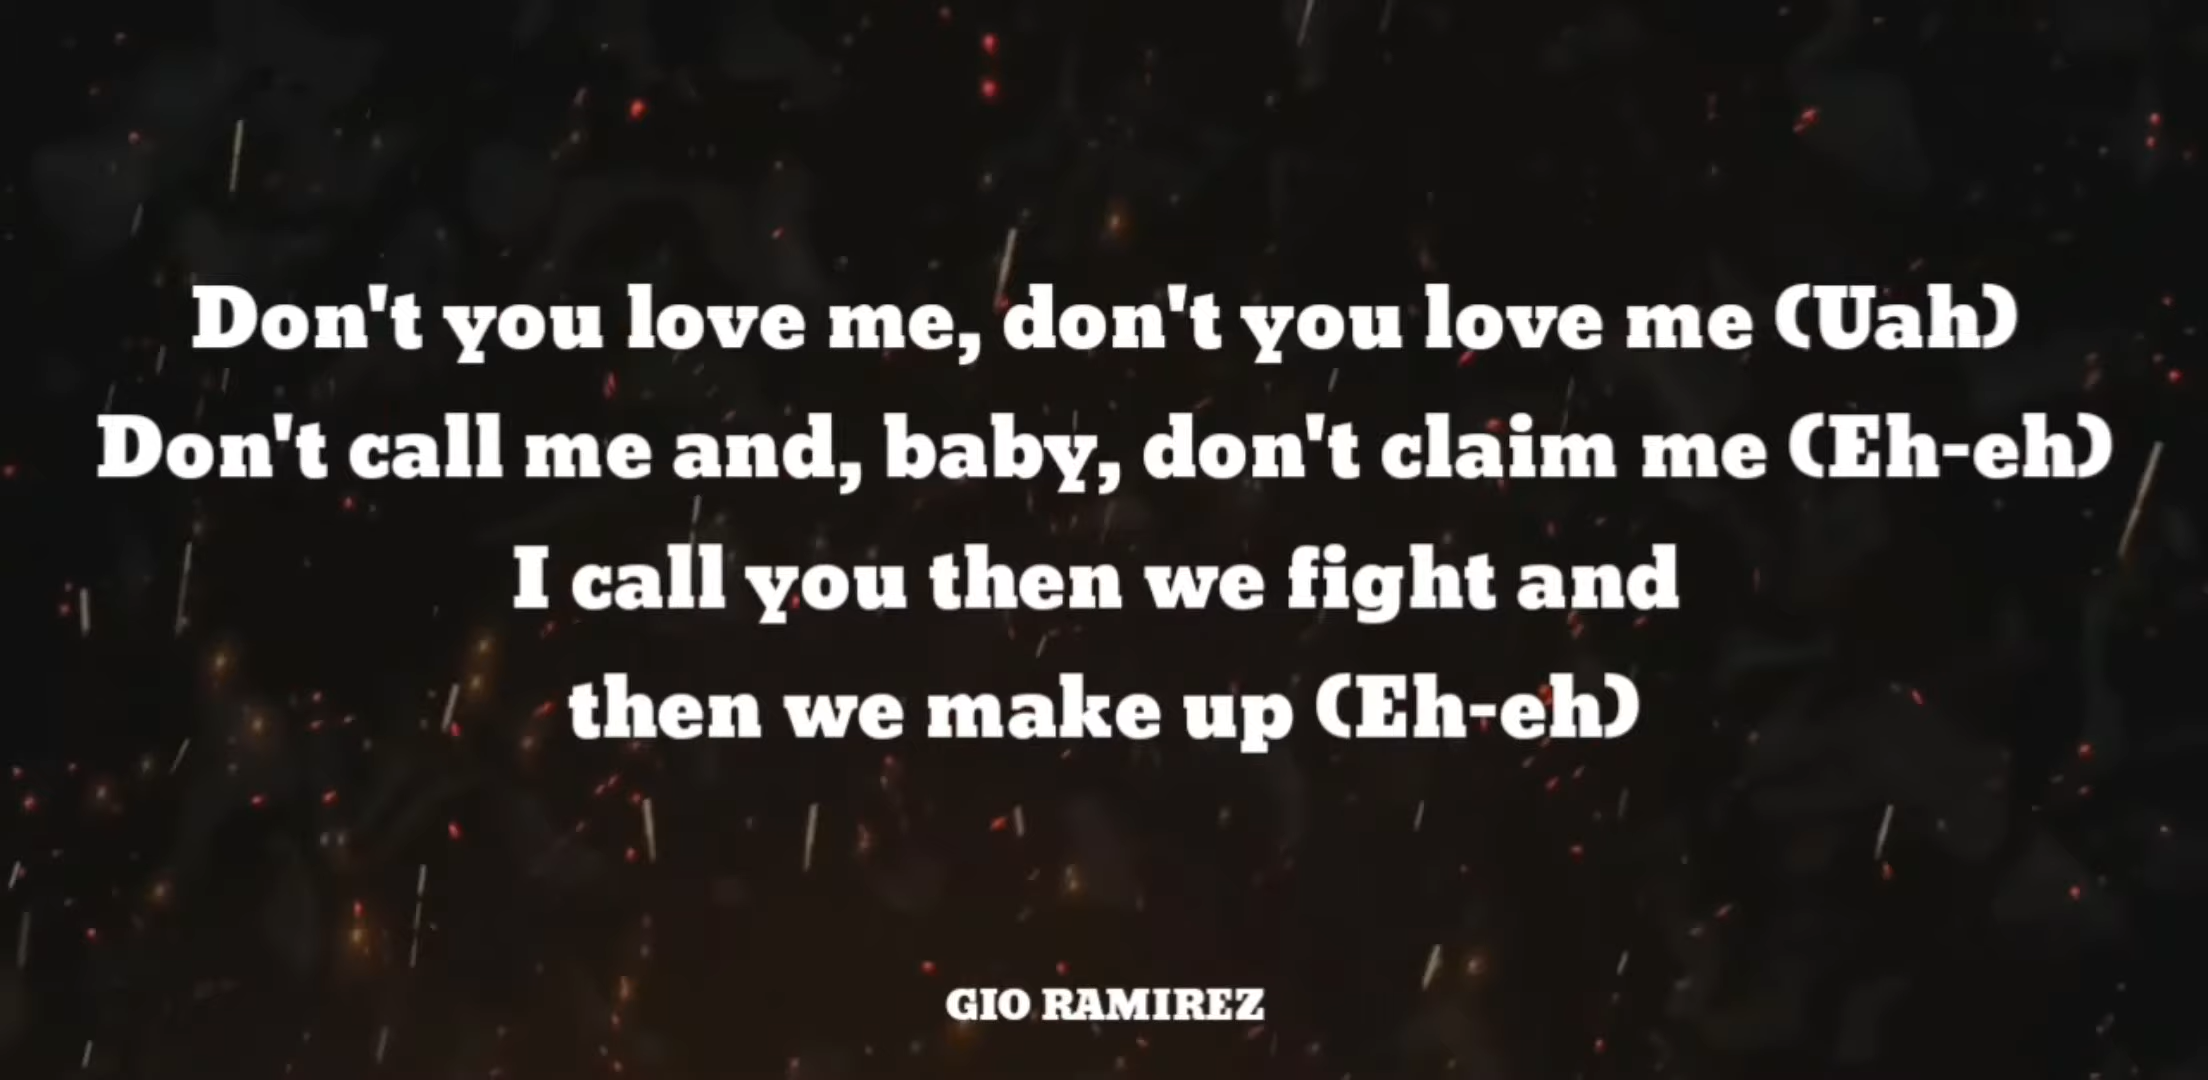 Don't you love me, don't you love me (Uah)
Don't call me and, baby, don't claim me (Eh-eh)
I call you then we fight and
then we make up (Eh-eh)
GIO RAMIREZ